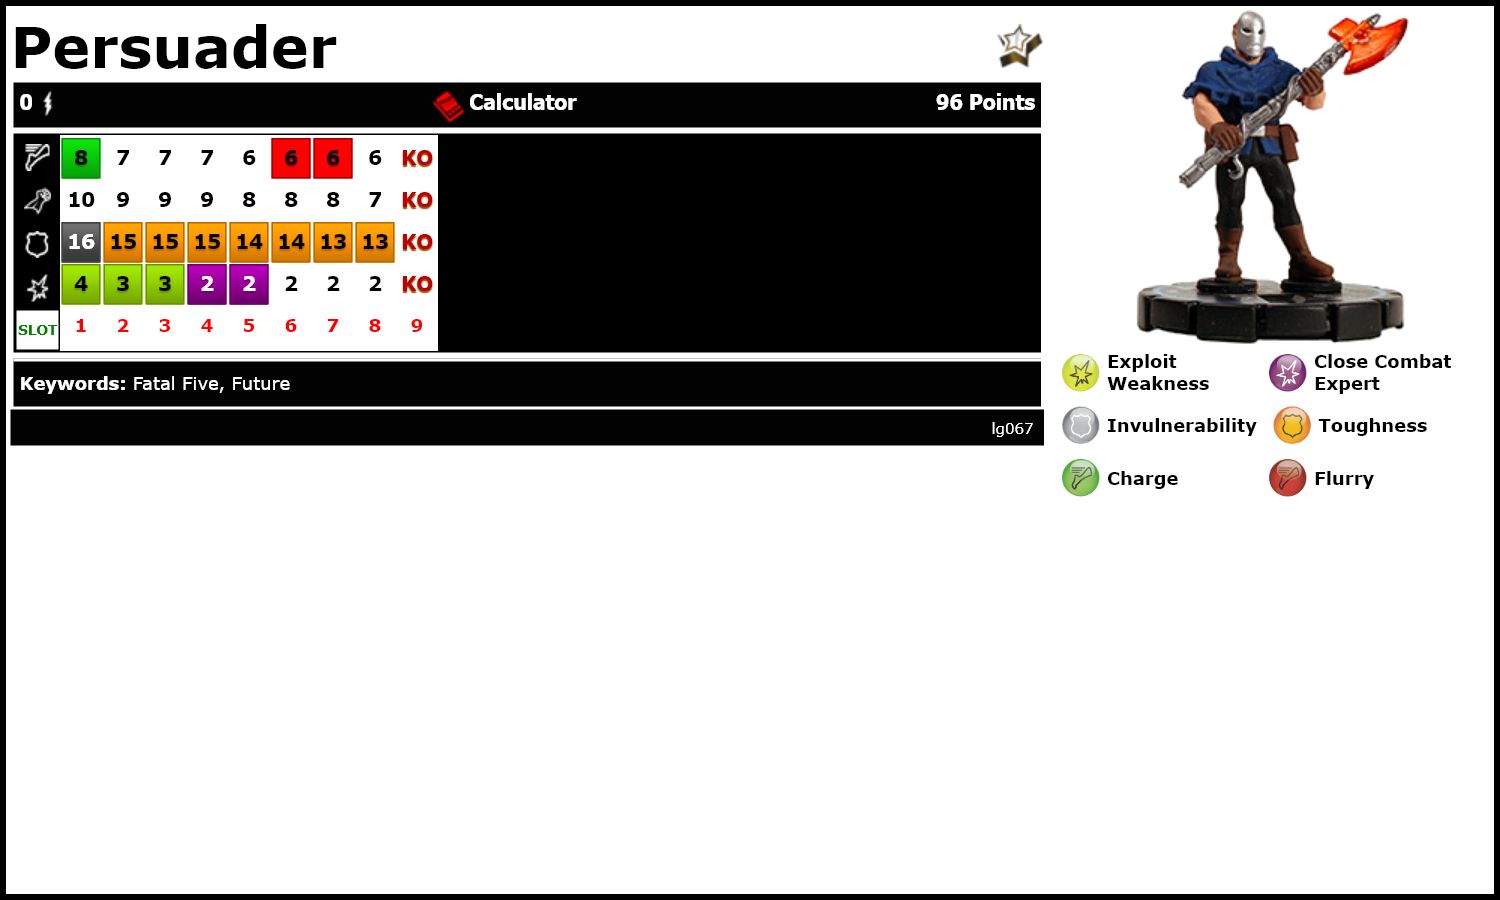 Persuader
0 Calculator 96 Points
8 7 7 7 6 6 6 6 KO
10 9 9 9 8 8 8 7 KO
16 15 15 15 14 14 13 13 KO
4 3 3 2 2 2 2 2 KO
SLOT 1 2 3 4 5 6 7 8 9
Keywords: Fatal Five, Future
lg067
Exploit
Weakness
Close Combat
Expert
Invulnerability
Toughness
Charge
Flurry